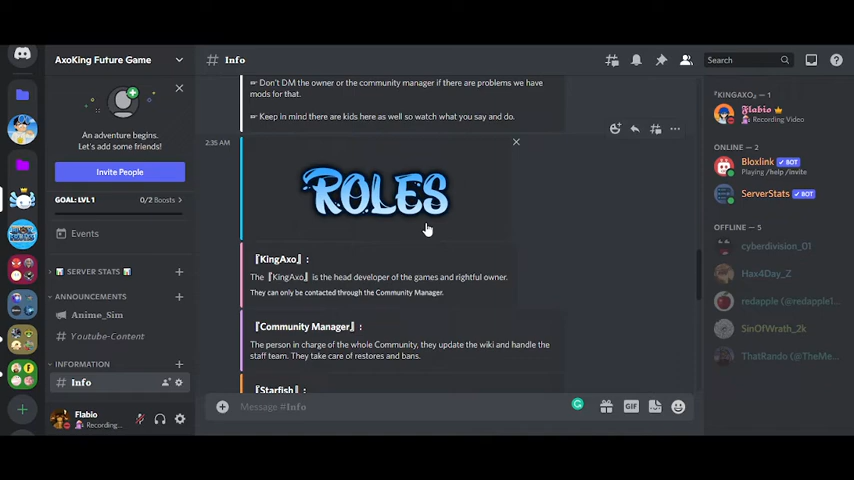 AxoKing Future Game
An adventure begins.
Let's add some friends!
Invite People
GOAL: LVL 1
0/2 Boosts
Events
SERVER STATS
ANNOUNCEMENTS
Anime_Sim
Youtube-Content
INFORMATION
# Info
Flabio
Recording...
# Info
Search
Don't DM the owner or the community manager if there are problems we have
mods for that.
Keep in mind there are kids here as well so watch what you say and do.
2:35 AM
ROLES
『KingAxo』:
The『KingAxo』is the head developer of the games and rightful owner.
They can only be contacted through the Community Manager.
『Community Manager』:
The person in charge of the whole Community, they update the wiki and handle the
staff team. They take care of restores and bans.
『Starfish』:
Message #Info
GIF
Flabio
Recording Video
ONLINE — 2
Bloxlink ✓ BOT
Playing /help /invite
ServerStats ✓ BOT
OFFLINE — 5
cyberdivision_01
Hax4Day_Z
redapple (@redapple1...
SinOfWrath_2k
ThatRando (@TheMe...